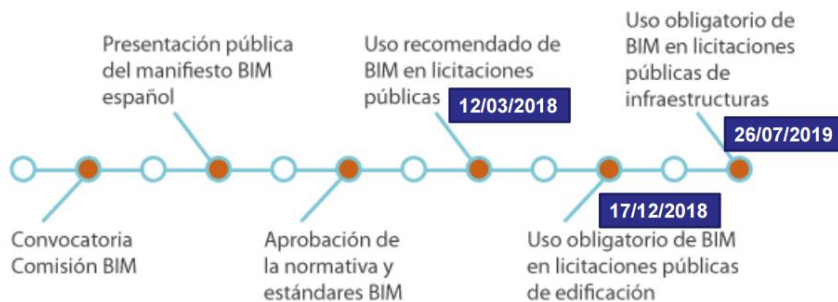 Presentación pública
del manifiesto BIM
español
Uso recomendado de
BIM en licitaciones
públicas
12/03/2018
Uso obligatorio de
BIM en licitaciones
públicas de
infraestructuras
26/07/2019
Convocatoria
Comisión BIM
Aprobación de
la normativa y
estándares BIM
17/12/2018
Uso obligatorio de BIM
en licitaciones públicas
de edificación